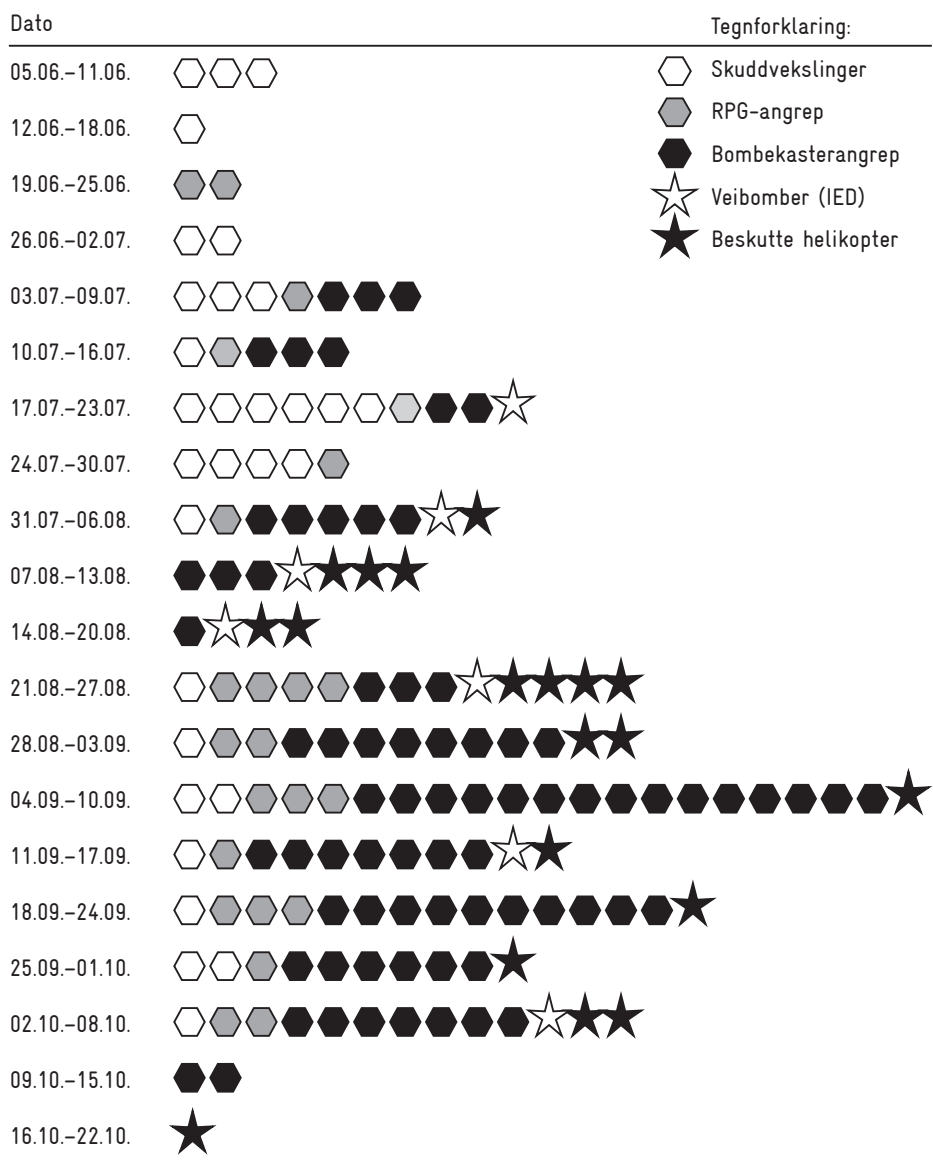 Dato
Tegnforklaring:
05.06.–11.06.
Skuddvekslinger
RPG-angrep
12.06.–18.06.
Bombekasterangrep
19.06.–25.06.
Veibomber (IED)
26.06.–02.07.
Beskutte helikopter
03.07.–09.07.
10.07.–16.07.
17.07.–23.07.
24.07.–30.07.
31.07.–06.08.
07.08.–13.08.
14.08.–20.08.
21.08.–27.08.
28.08.–03.09.
04.09.–10.09.
11.09.–17.09.
18.09.–24.09.
25.09.–01.10.
02.10.–08.10.
09.10.–15.10.
16.10.–22.10.